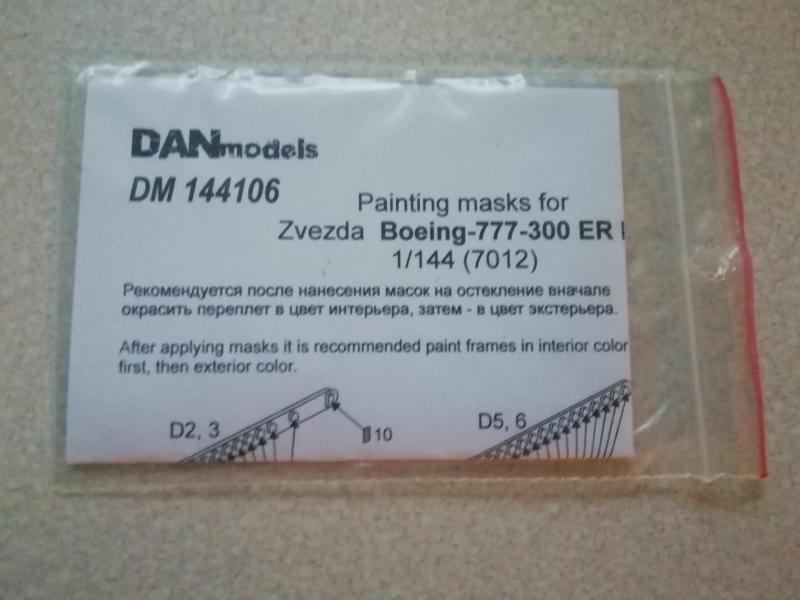 DANmodels
DM 144106
Painting masks for
Zvezda Boeing-777-300 ER
1/144 (7012)
Рекомендуется после нанесения масок на остекление вначале
окрасить переплет в цвет интерьера, затем - в цвет экстерьера.
After applying masks it is recommended paint frames in interior color
first, then exterior color.
D2, 3
10
D5, 6